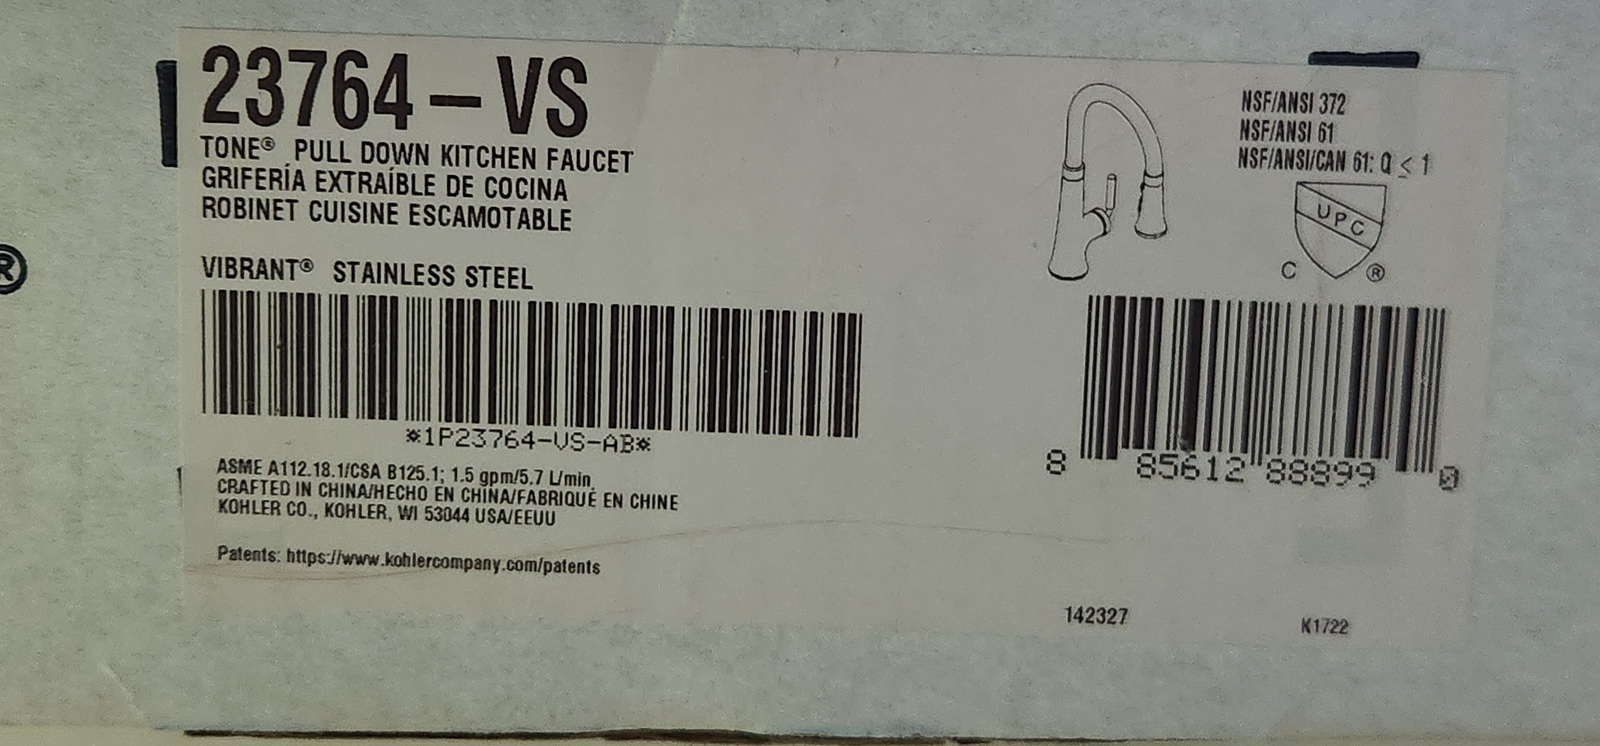 23764-VS
TONE® PULL DOWN KITCHEN FAUCET
GRIFERÍA EXTRAÍBLE DE COCINA
ROBINET CUISINE ESCAMOTABLE
VIBRANT® STAINLESS STEEL
*1P23764-VS-AB*
ASME A112.18.1/CSA B125.1; 1.5 gpm/5.7 L/min
CRAFTED IN CHINA/HECHO EN CHINA/FABRIQUÉ EN CHINE
KOHLER CO., KOHLER, WI 53044 USA/EEUU
Patents: https://www.kohlercompany.com/patents
NSF/ANSI 372
NSF/ANSI 61
NSF/ANSI/CAN 61: Q ≤ 1
UPC
C ®
8 85612 88899 0
142327
K1722
®